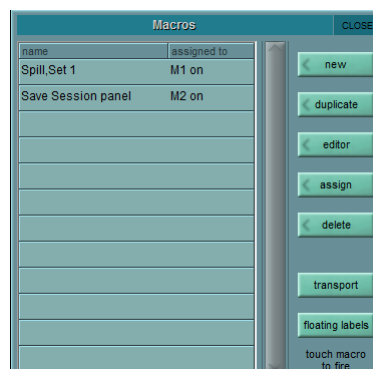 Macros CLOSE
name assigned to
Spill,Set 1 M1 on
Save Session panel M2 on
new
duplicate
editor
assign
delete
transport
floating labels
touch macro
to fire